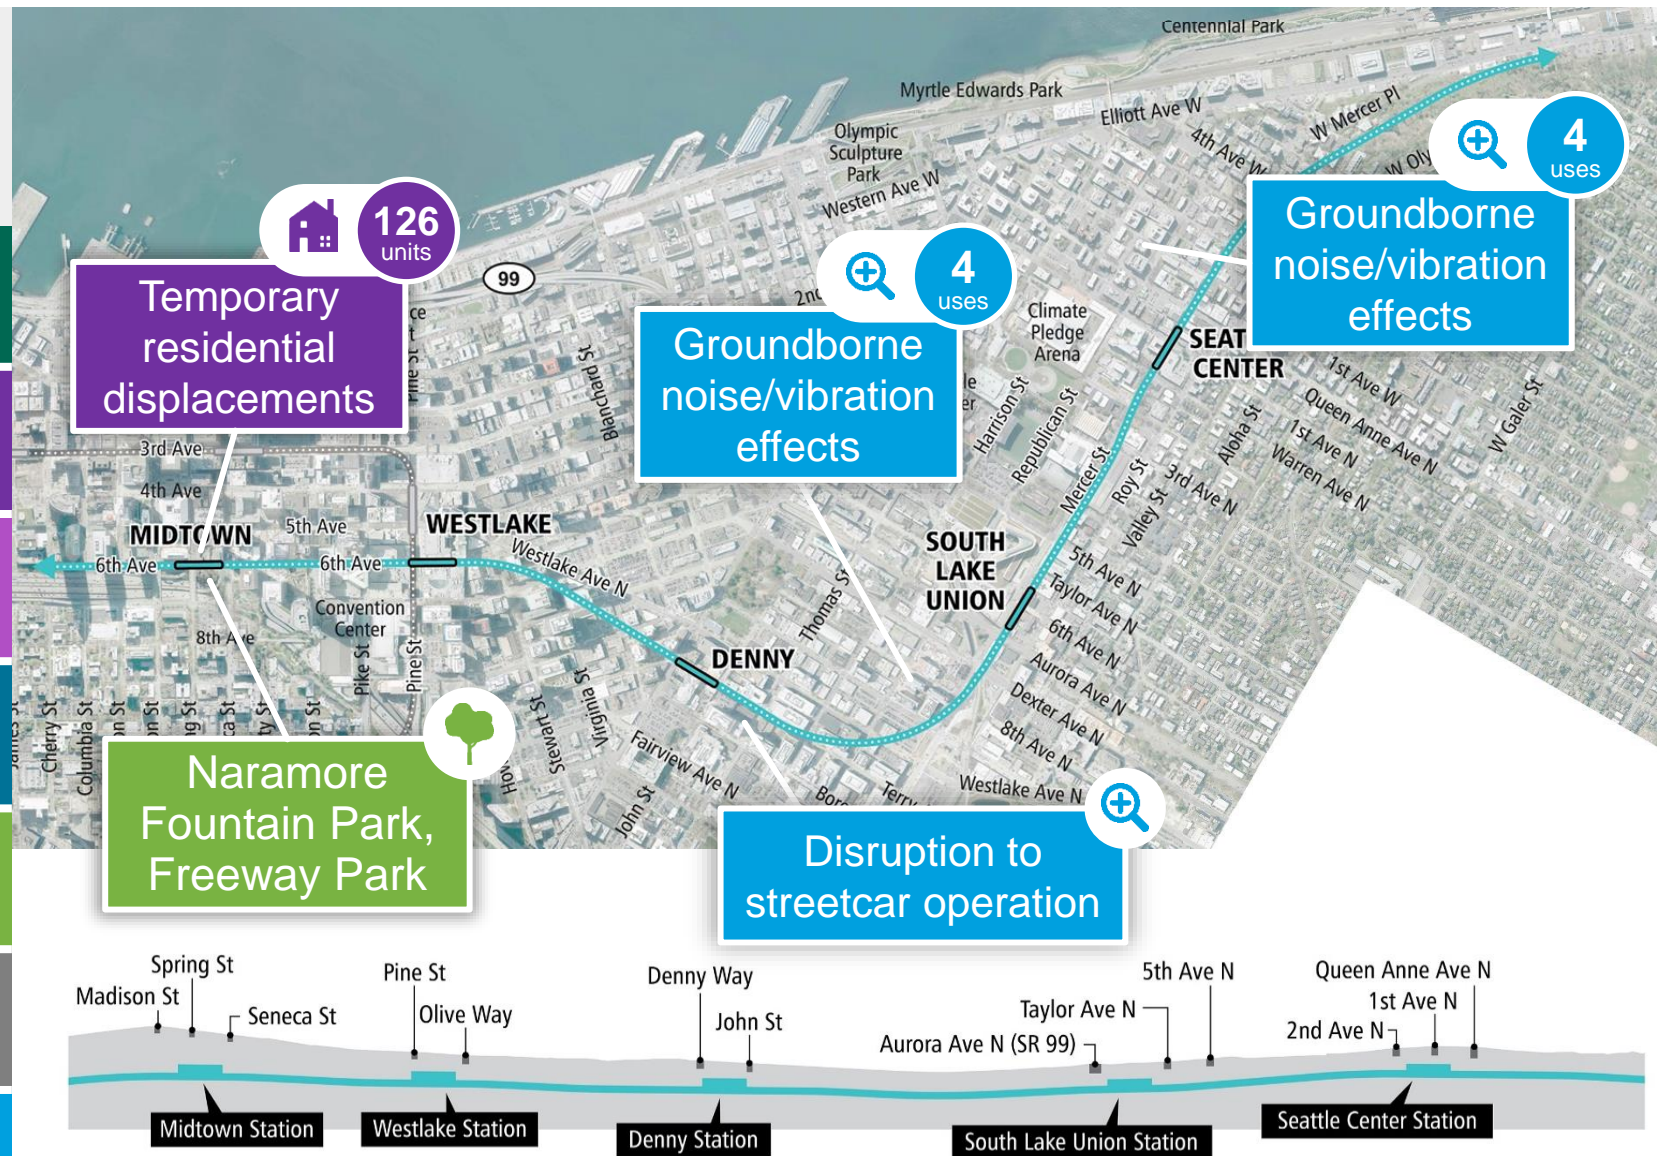 Centennial Park
Myrtle Edwards Park
Elliott Ave W
W Mercer Pl
4th Ave W
Olympic
Sculpture
Park
Western Ave W
4
uses
Groundborne
noise/vibration
effects
126
units
Temporary
residential
displacements
99
4
uses
Groundborne
noise/vibration
effects
Climate
Pledge
Arena
SEAT
CENTER
1st Ave W
Queen Anne Ave N
1st Ave N
Warren Ave N
W Galer St
Aloha St
3rd Ave N
Valley St
Roy St
Mercer St
Republican St
Harrison St
Blanchard St
Pine St
3rd Ave
4th Ave
5th Ave
MIDTOWN
WESTLAKE
6th Ave
6th Ave
Westlake Ave N
Convention
Center
8th Ave
Pike St
Pine St
Thomas St
DENNY
SOUTH
LAKE
UNION
5th Ave N
Taylor Ave N
6th Ave N
Aurora Ave N
Dexter Ave N
8th Ave N
Westlake Ave N
Cherry St
Columbia St
Stewart St
Virginia St
Fairview Ave N
John St
Naramore
Fountain Park,
Freeway Park
Disruption to
streetcar operation
Madison St
Spring St
Seneca St
Pine St
Olive Way
Denny Way
John St
Aurora Ave N (SR 99)
Taylor Ave N
5th Ave N
2nd Ave N
1st Ave N
Queen Anne Ave N
Midtown Station
Westlake Station
Denny Station
South Lake Union Station
Seattle Center Station